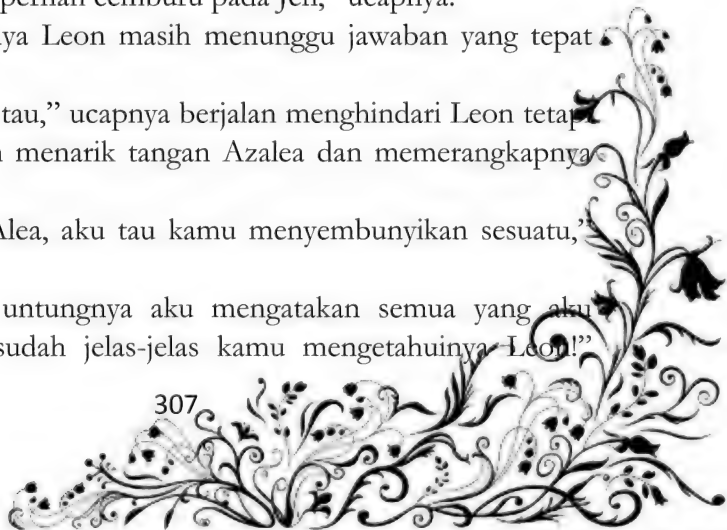 pernah cemburu pada Jeh,” ucapnya.
ya Leon masih menunggu jawaban yang tepat
tau,” ucapnya berjalan menghindari Leon tetapi
menarik tangan Azalea dan memerangkapnya
Alea, aku tau kamu menyembunyikan sesuatu,”
untungnya aku mengatakan semua yang aku
sudah jelas-jelas kamu mengetahuinya Leon!”
307